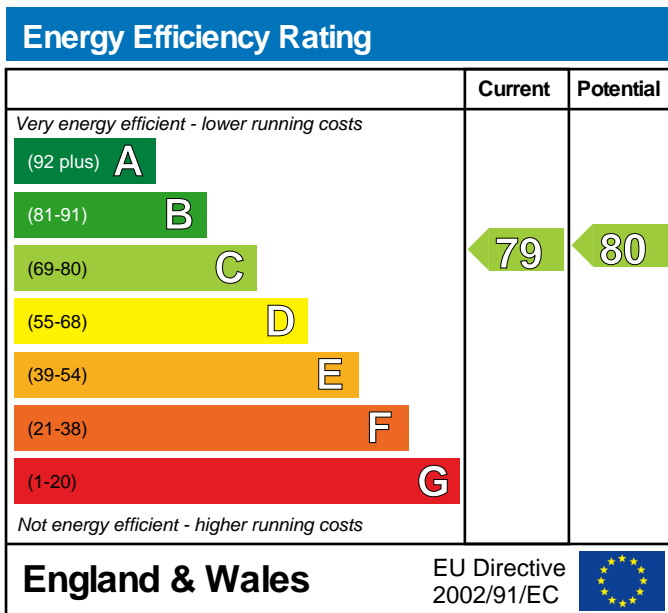 Energy Efficiency Rating
Current Potential
Very energy efficient - lower running costs
(92 plus) A
(81-91) B
(69-80) C
79 80
(55-68) D
(39-54) E
(21-38) F
(1-20) G
Not energy efficient - higher running costs
England & Wales
EU Directive
2002/91/EC